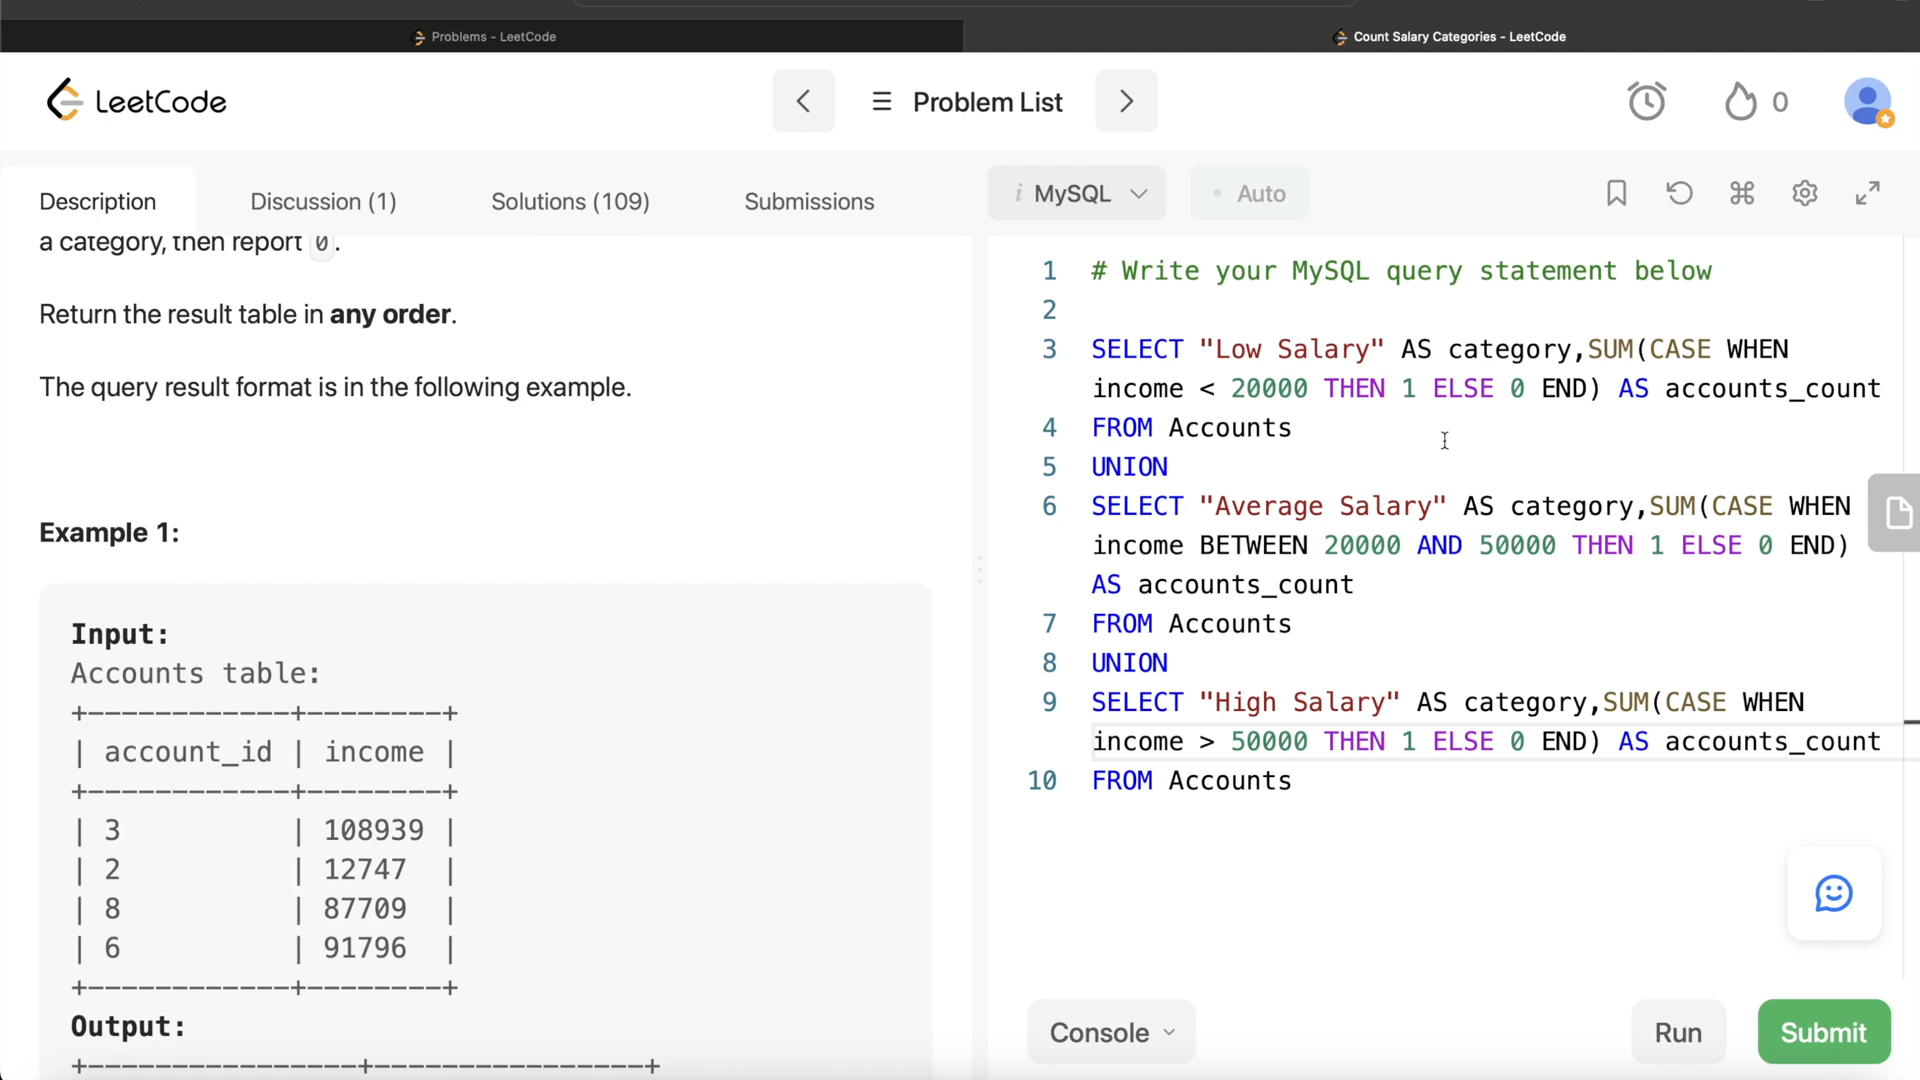 Problems - LeetCode
Count Salary Categories - LeetCode
LeetCode
Problem List
0
Description
Discussion (1)
Solutions (109)
Submissions
a category, then report 0.
Return the result table in any order.
The query result format is in the following example.
Example 1:
Input:
Accounts table:
+------------+--------+
| account_id | income |
+------------+--------+
| 3          | 108939 |
| 2          | 12747  |
| 8          | 87709  |
| 6          | 91796  |
+------------+--------+
Output:
+----------------+----------------+
i MySQL
Auto
1 # Write your MySQL query statement below
2
3 SELECT "Low Salary" AS category,SUM(CASE WHEN
income < 20000 THEN 1 ELSE 0 END) AS accounts_count
4 FROM Accounts
5 UNION
6 SELECT "Average Salary" AS category,SUM(CASE WHEN
income BETWEEN 20000 AND 50000 THEN 1 ELSE 0 END)
AS accounts_count
7 FROM Accounts
8 UNION
9 SELECT "High Salary" AS category,SUM(CASE WHEN
income > 50000 THEN 1 ELSE 0 END) AS accounts_count
10 FROM Accounts
Console
Run
Submit